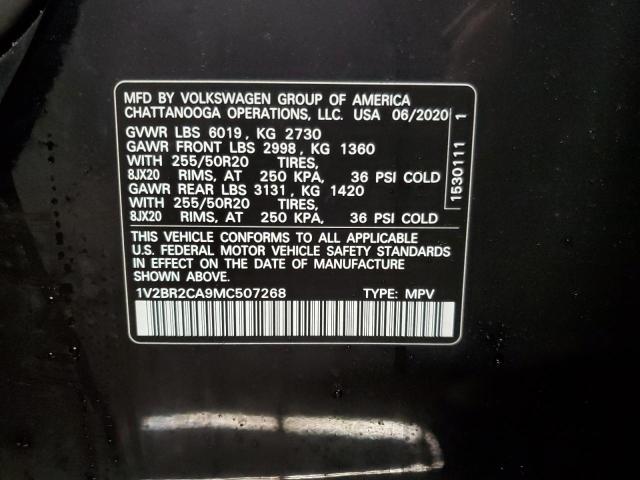 MFD BY VOLKSWAGEN GROUP OF AMERICA
CHATTANOOGA OPERATIONS, LLC. USA 06/2020
GVWR LBS 6019, KG 2730
GAWR FRONT LBS 2998, KG 1360
WITH 255/50R20 TIRES,
8JX20 RIMS, AT 250 KPA, 36 PSI COLD
GAWR REAR LBS 3131, KG 1420
WITH 255/50R20 TIRES,
8JX20 RIMS, AT 250 KPA, 36 PSI COLD
THIS VEHICLE CONFORMS TO ALL APPLICABLE
U.S. FEDERAL MOTOR VEHICLE SAFETY STANDARDS
IN EFFECT ON THE DATE OF MANUFACTURE
SHOWN ABOVE.
1V2BR2CA9MC507268 TYPE: MPV
1530111 1